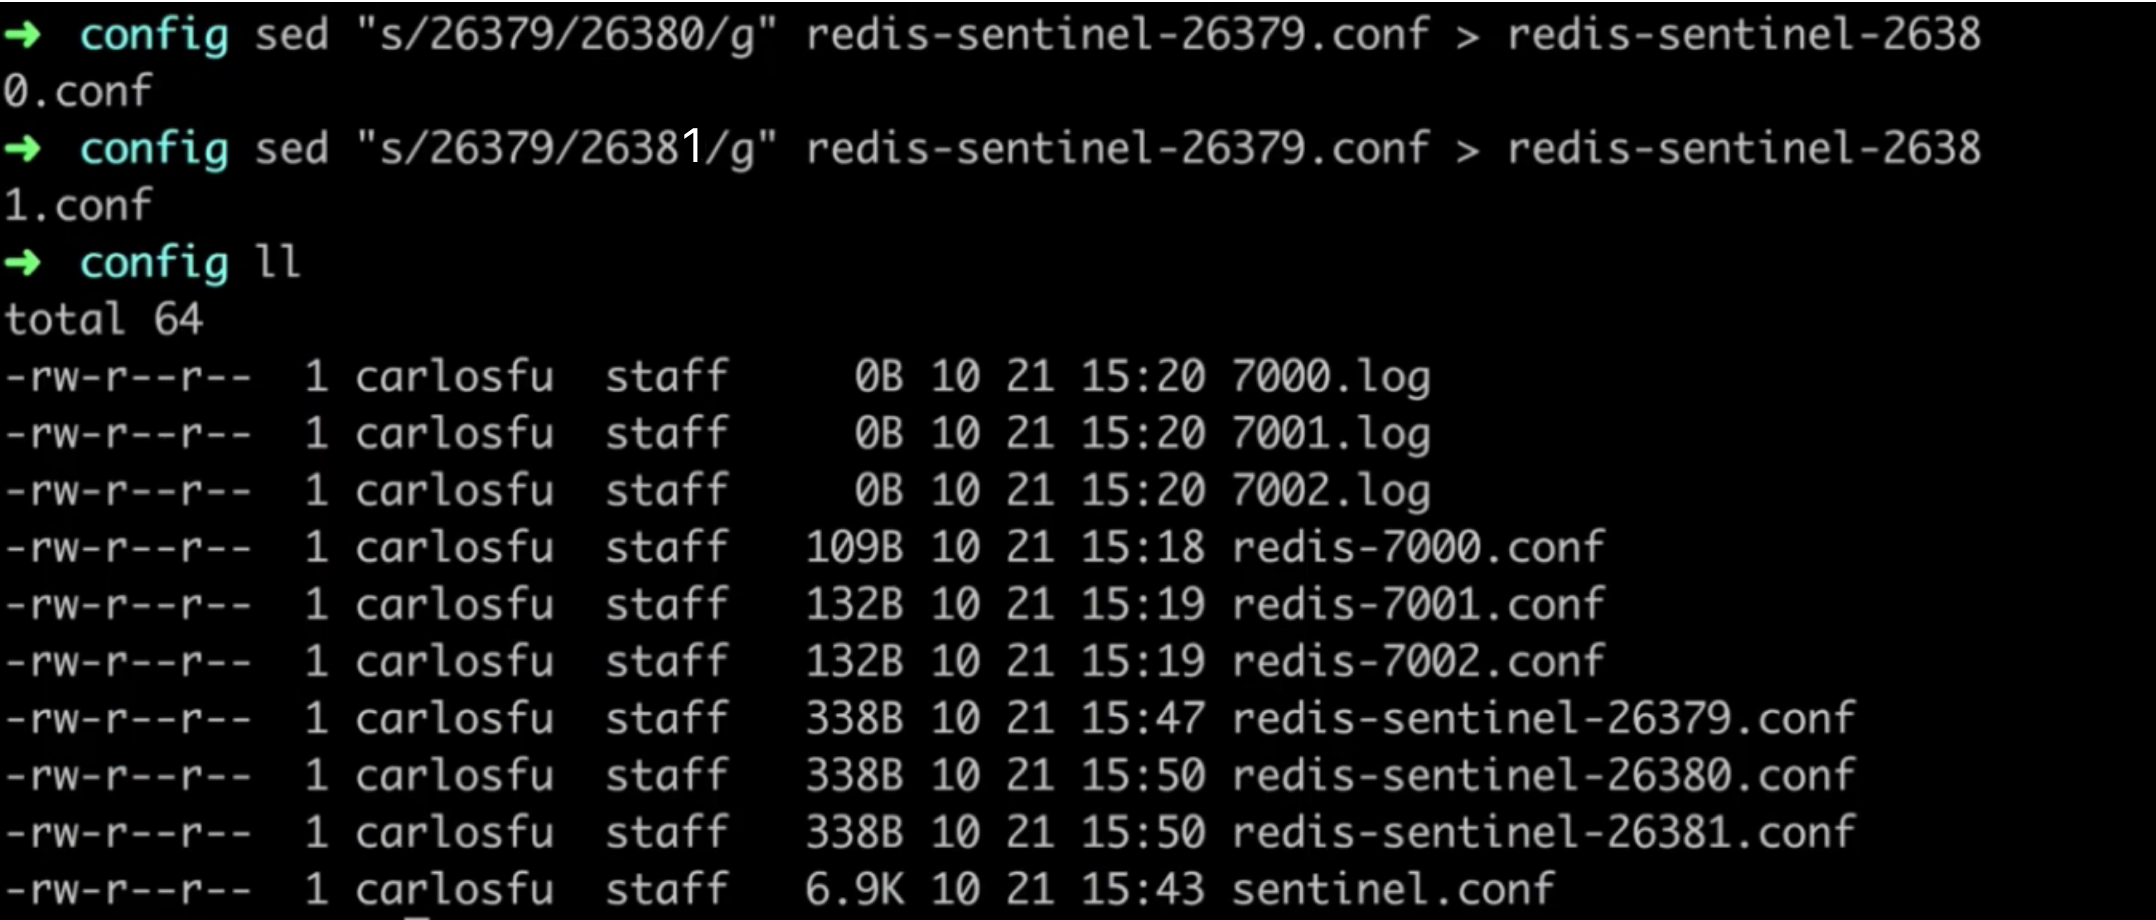 ➜ config sed "s/26379/26380/g" redis-sentinel-26379.conf > redis-sentinel-2638
0.conf
➜ config sed "s/26379/26381/g" redis-sentinel-26379.conf > redis-sentinel-2638
1.conf
➜ config ll
total 64
-rw-r--r-- 1 carlosfu staff 0B 10 21 15:20 7000.log
-rw-r--r-- 1 carlosfu staff 0B 10 21 15:20 7001.log
-rw-r--r-- 1 carlosfu staff 0B 10 21 15:20 7002.log
-rw-r--r-- 1 carlosfu staff 109B 10 21 15:18 redis-7000.conf
-rw-r--r-- 1 carlosfu staff 132B 10 21 15:19 redis-7001.conf
-rw-r--r-- 1 carlosfu staff 132B 10 21 15:19 redis-7002.conf
-rw-r--r-- 1 carlosfu staff 338B 10 21 15:47 redis-sentinel-26379.conf
-rw-r--r-- 1 carlosfu staff 338B 10 21 15:50 redis-sentinel-26380.conf
-rw-r--r-- 1 carlosfu staff 338B 10 21 15:50 redis-sentinel-26381.conf
-rw-r--r-- 1 carlosfu staff 6.9K 10 21 15:43 sentinel.conf